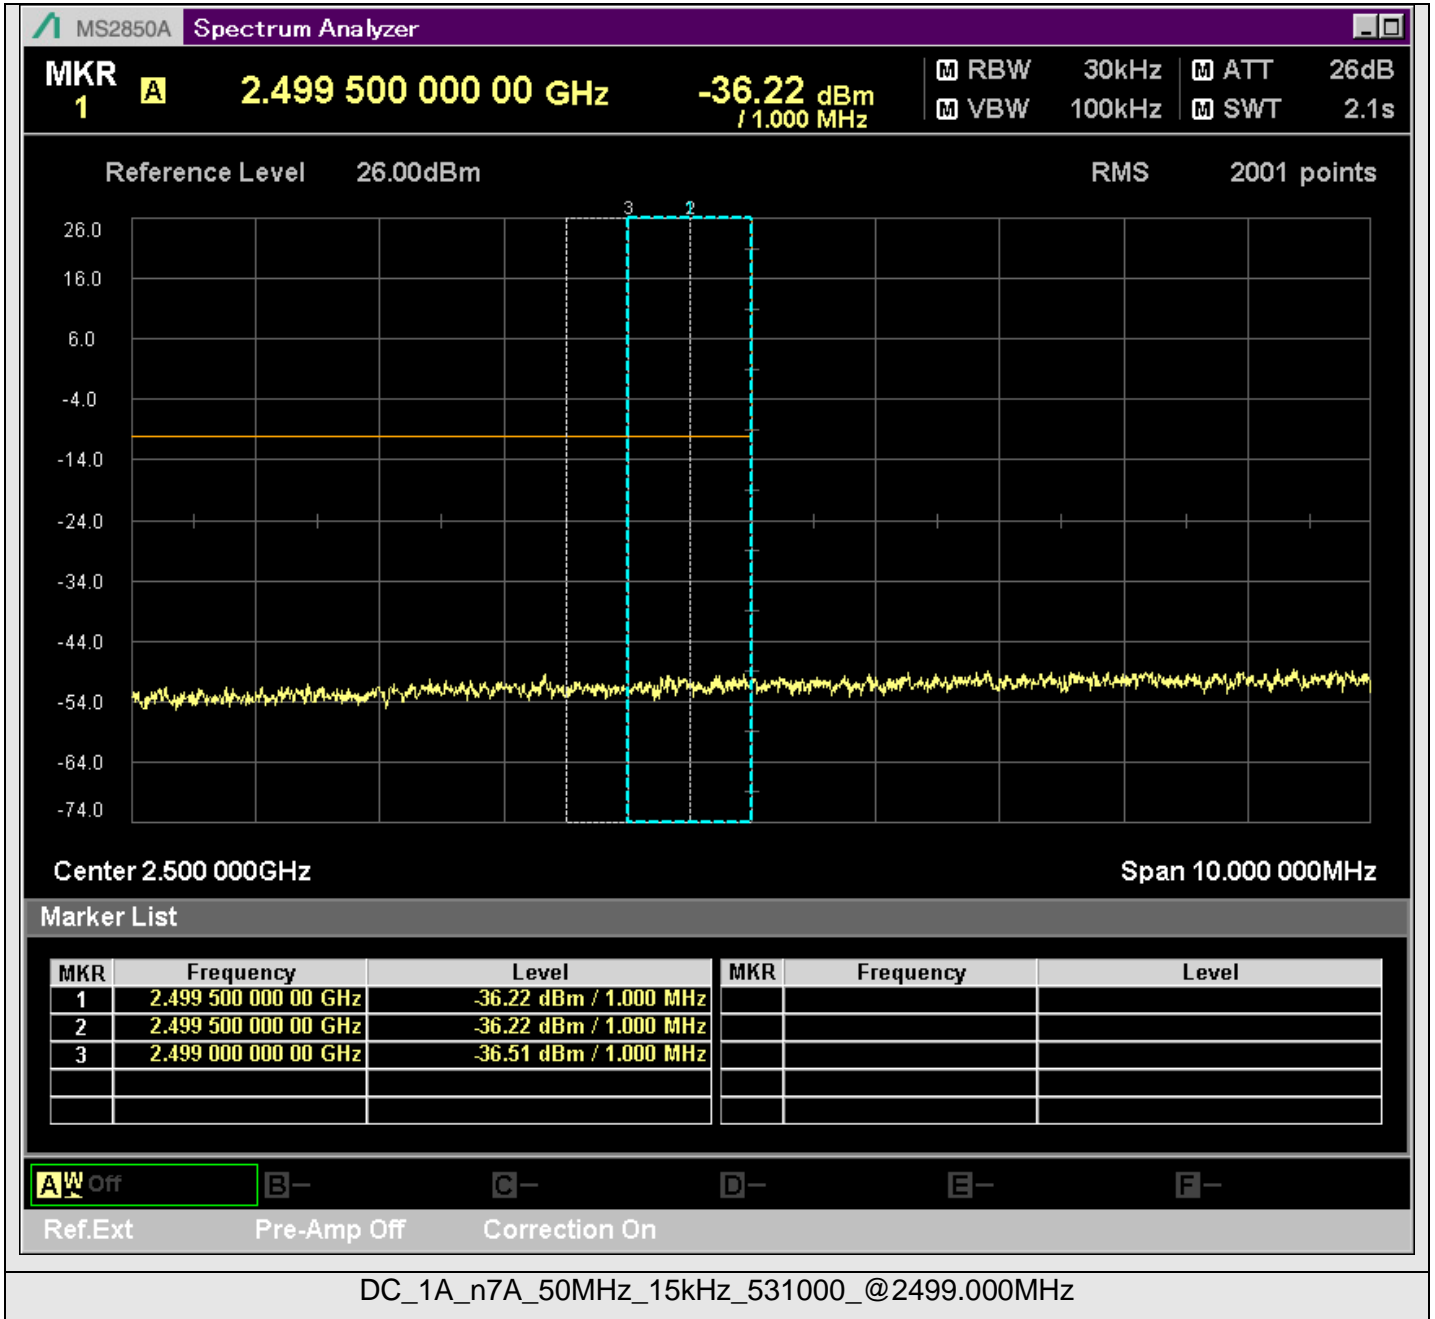 MS2850A Spectrum Analyzer
MKR 1 A 2.499 500 000 00 GHz -36.22 dBm / 1.000 MHz
M RBW 30kHz M ATT 26dB
M VBW 100kHz M SWT 2.1s
Reference Level 26.00dBm RMS 2001 points
3 2
26.0
16.0
6.0
-4.0
-14.0
-24.0
-34.0
-44.0
-54.0
-64.0
-74.0
Center 2.500 000GHz Span 10.000 000MHz
Marker List
MKR Frequency Level MKR Frequency Level
1 2.499 500 000 00 GHz -36.22 dBm / 1.000 MHz
2 2.499 500 000 00 GHz -36.22 dBm / 1.000 MHz
3 2.499 000 000 00 GHz -36.51 dBm / 1.000 MHz
A W Off B— C— D— E— F—
Ref.Ext Pre-Amp Off Correction On
DC_1A_n7A_50MHz_15kHz_531000_@2499.000MHz